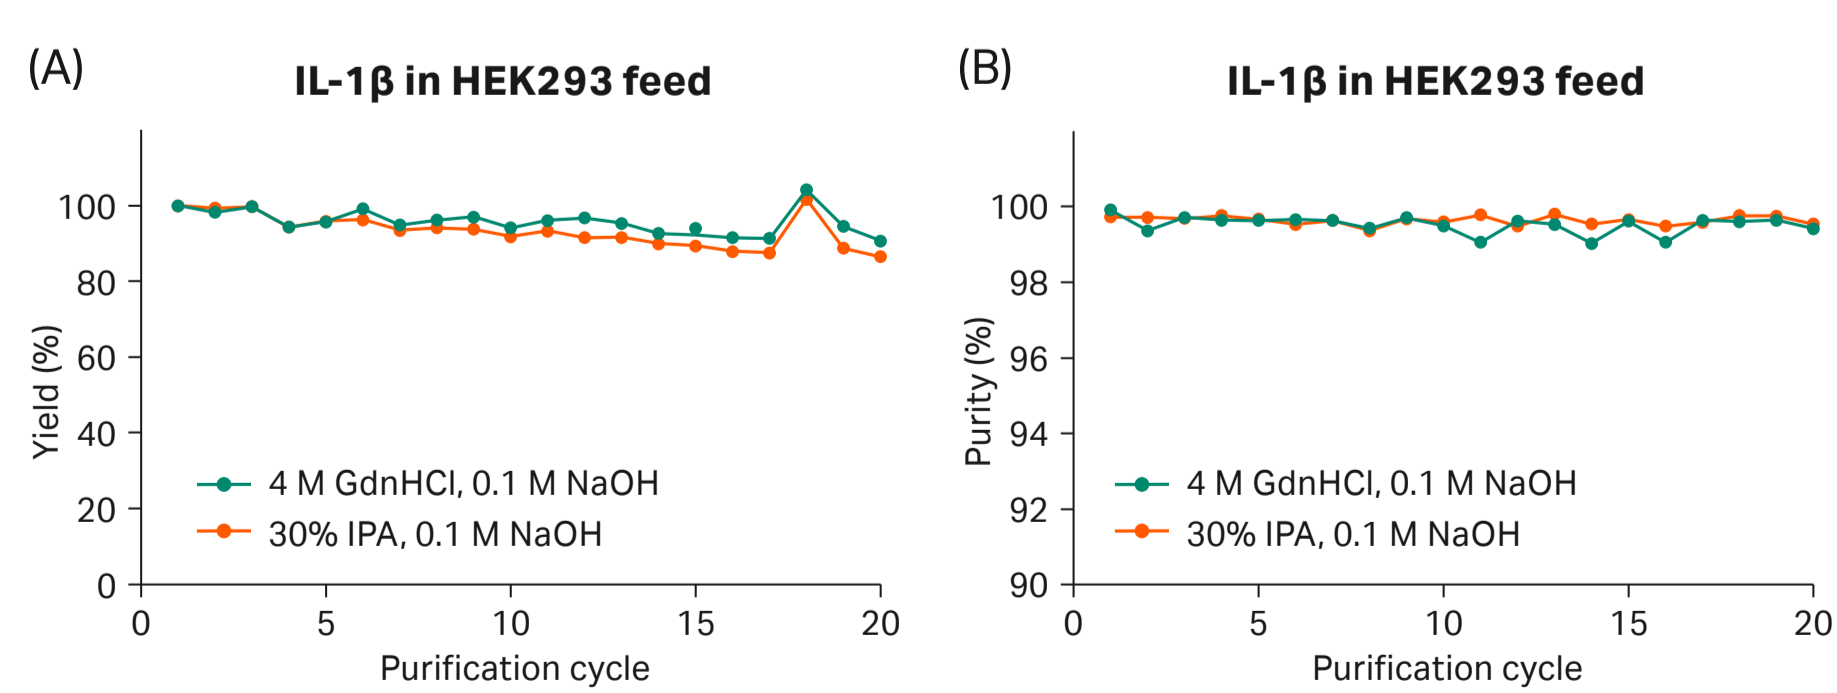 (A)
IL-1β in HEK293 feed
Yield (%)
100
80
60
40
20
0
4 M GdnHCl, 0.1 M NaOH
30% IPA, 0.1 M NaOH
0 5 10 15 20
Purification cycle
(B)
IL-1β in HEK293 feed
Purity (%)
100
98
96
94
92
90
4 M GdnHCl, 0.1 M NaOH
30% IPA, 0.1 M NaOH
0 5 10 15 20
Purification cycle